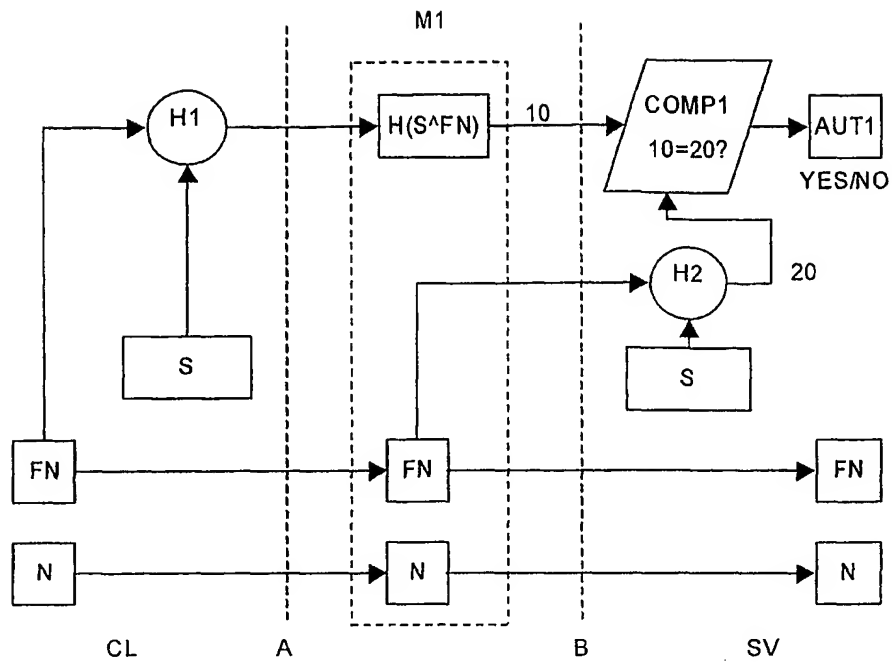 M1
H1
H(S^FN)
10
COMP1
10=20?
AUT1
YES/NO
H2
20
S
S
FN
FN
FN
N
N
N
CL
A
B
SV